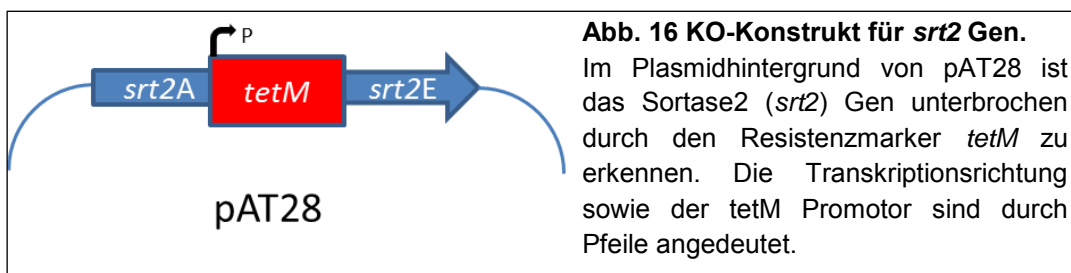 P
srt2A tetM srt2E
pAT28
Abb. 16 KO-Konstrukt für srt2 Gen.
Im Plasmidhintergrund von pAT28 ist
das Sortase2 (srt2) Gen unterbrochen
durch den Resistenzmarker tetM zu
erkennen. Die Transkriptionsrichtung
sowie der tetM Promotor sind durch
Pfeile angedeutet.